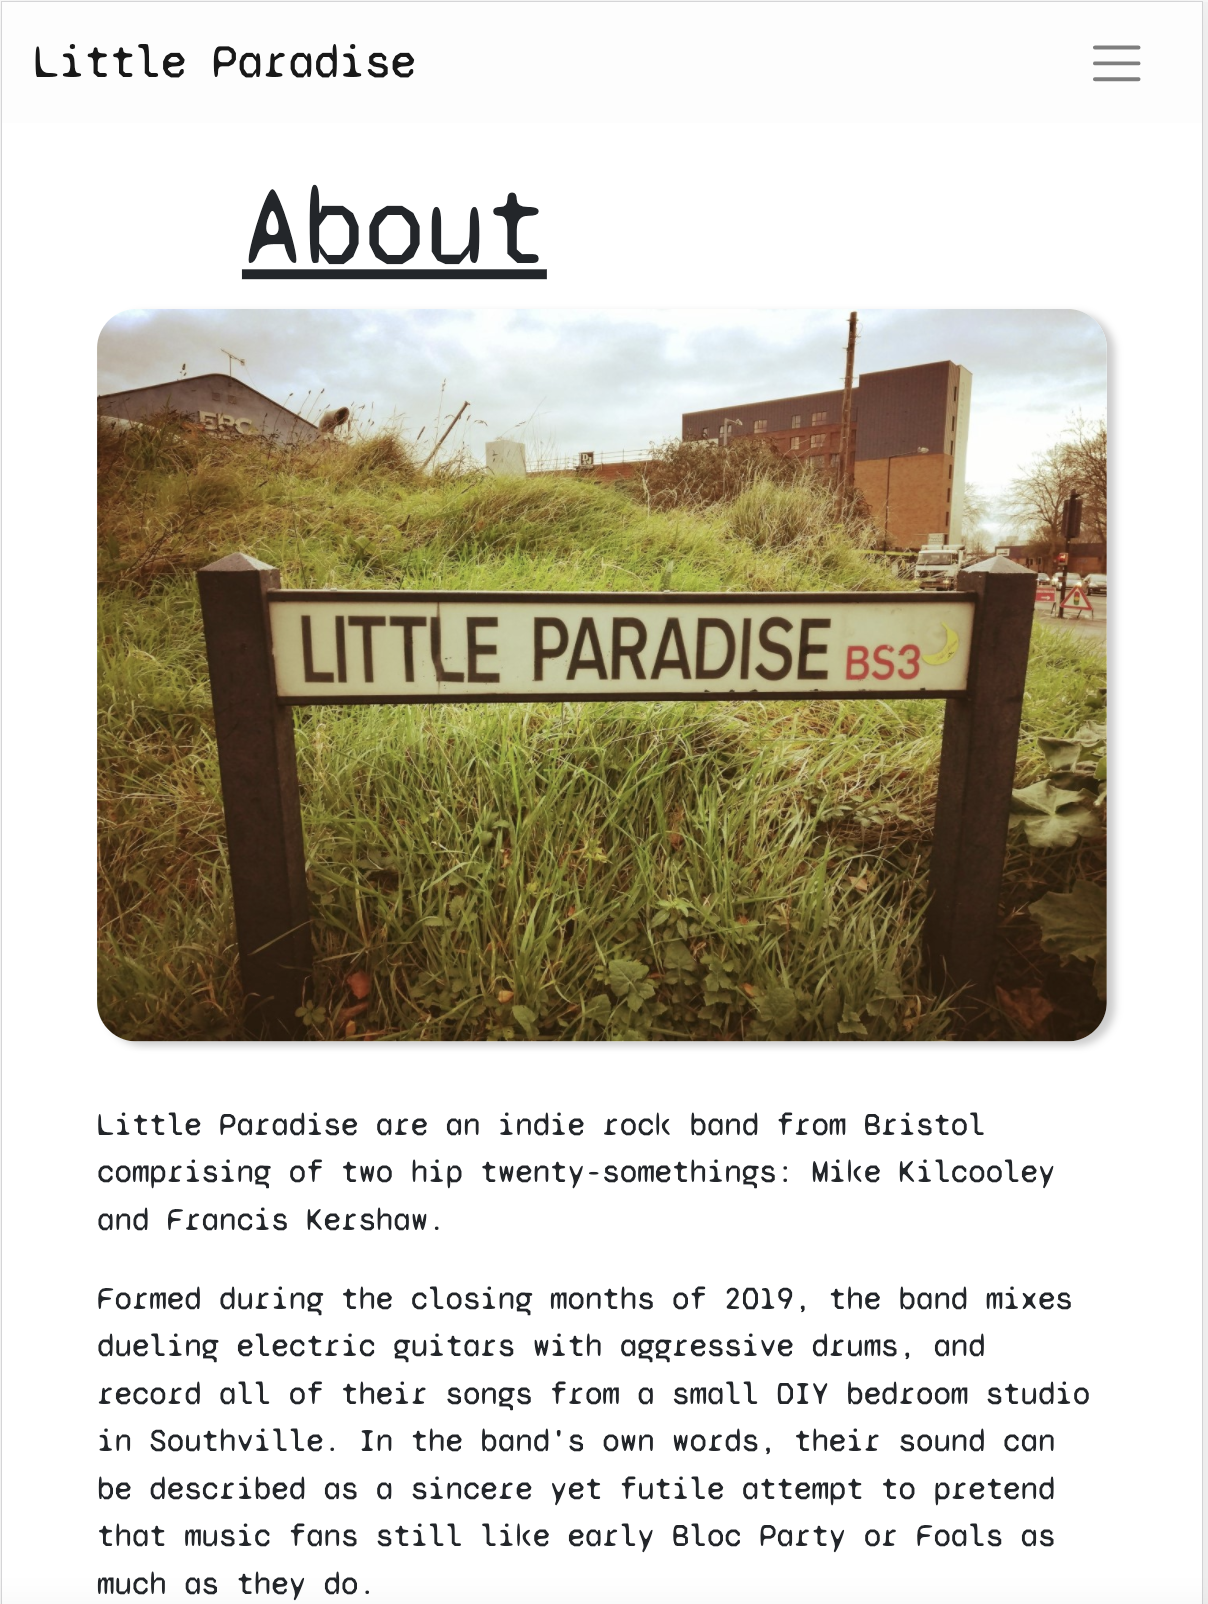 Little Paradise
About
ERC
LITTLE PARADISE BS3
Little Paradise are an indie rock band from Bristol
comprising of two hip twenty-somethings: Mike Kilcooley
and Francis Kershaw.
Formed during the closing months of 2019, the band mixes
dueling electric guitars with aggressive drums, and
record all of their songs from a small DIY bedroom studio
in Southville. In the band's own words, their sound can
be described as a sincere yet futile attempt to pretend
that music fans still like early Bloc Party or Foals as
much as they do.